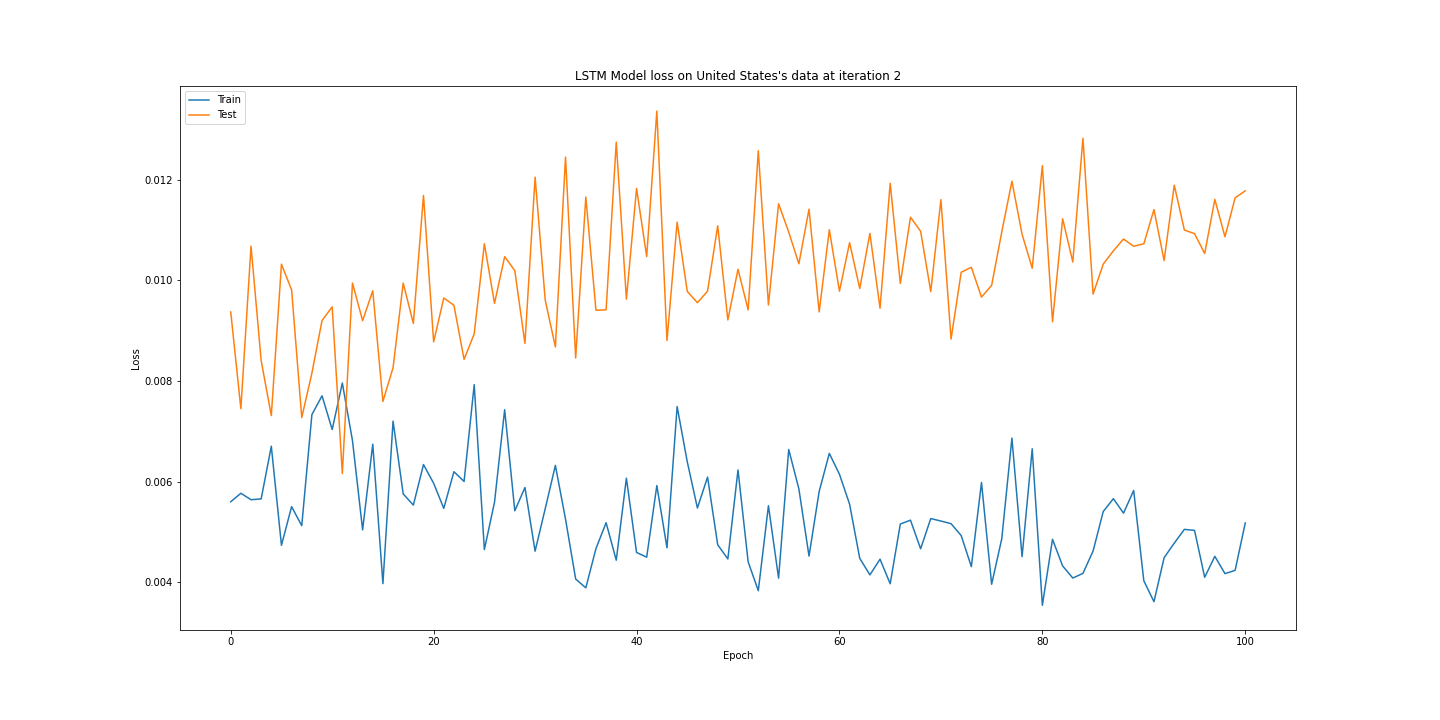 LSTM Model loss on United States's data at iteration 2
Train
Test
0.012
0.010
0.008
0.006
0.004
Loss
0 20 40 60 80 100
Epoch